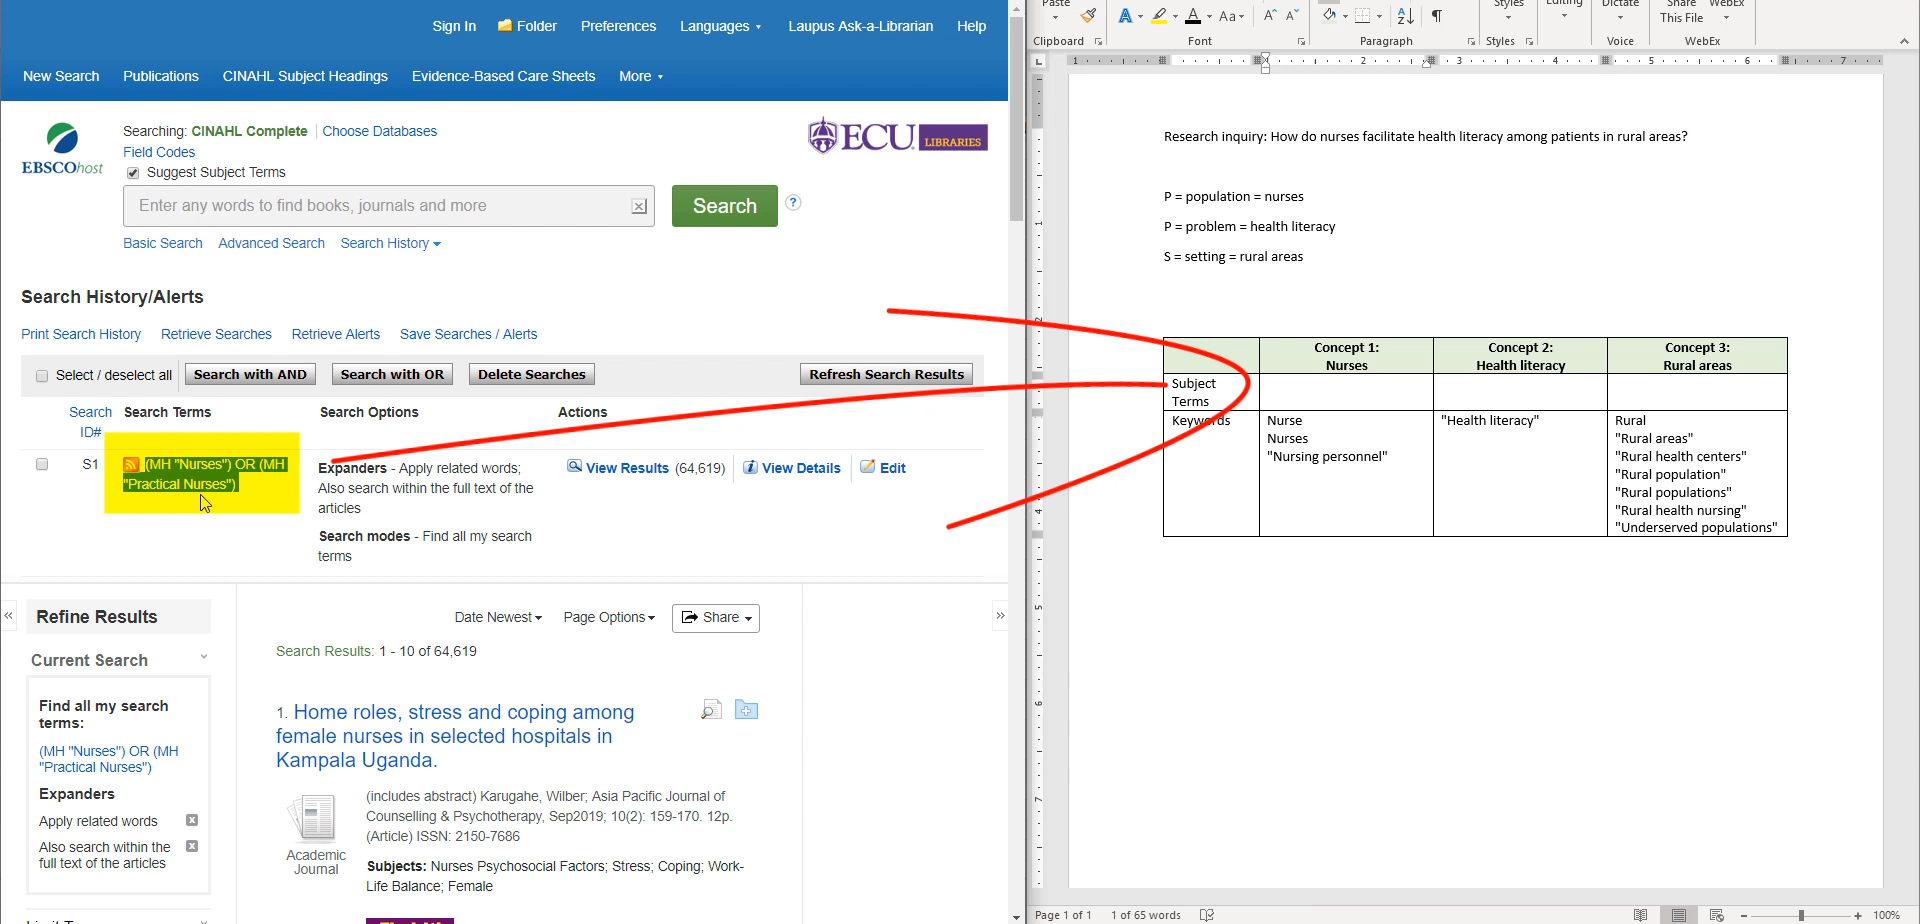 Sign In Folder Preferences Languages Laupus Ask-a-Librarian Help
New Search Publications CINAHL Subject Headings Evidence-Based Care Sheets More
EBSCOhost
Searching: CINAHL Complete Choose Databases
Field Codes
Suggest Subject Terms
Enter any words to find books, journals and more
Search ?
Basic Search Advanced Search Search History
ECU LIBRARIES
Search History/Alerts
Print Search History Retrieve Searches Retrieve Alerts Save Searches / Alerts
Select / deselect all Search with AND Search with OR Delete Searches Refresh Search Results
Search Search Terms Search Options Actions
ID#
S1 (MH "Nurses") OR (MH
"Practical Nurses")
Expanders - Apply related words;
Also search within the full text of the
articles
Search modes - Find all my search
terms
View Results (64,619) View Details Edit
Refine Results
Current Search
Find all my search
terms:
(MH "Nurses") OR (MH
"Practical Nurses")
Expanders
Apply related words
Also search within the
full text of the articles
Date Newest Page Options Share
Search Results: 1 - 10 of 64,619
1. Home roles, stress and coping among
female nurses in selected hospitals in
Kampala Uganda.
Academic
Journal
(includes abstract) Karugahe, Wilber; Asia Pacific Journal of
Counselling & Psychotherapy, Sep2019; 10(2): 159-170. 12p.
(Article) ISSN: 2150-7686
Subjects: Nurses Psychosocial Factors; Stress; Coping; Work-
Life Balance; Female
Paste Styles Editing Dictate Share WebEx
This File
Clipboard Font Paragraph Styles Voice WebEx
1 1 2 3 4 5 6 7
Research inquiry: How do nurses facilitate health literacy among patients in rural areas?
P = population = nurses
P = problem = health literacy
S = setting = rural areas
Concept 1: Concept 2: Concept 3:
Nurses Health literacy Rural areas
Subject
Terms
Keywords
Nurse
Nurses
"Nursing personnel"
"Health literacy"
Rural
"Rural areas"
"Rural health centers"
"Rural population"
"Rural populations"
"Rural health nursing"
"Underserved populations"
Page 1 of 1 1 of 65 words 100%